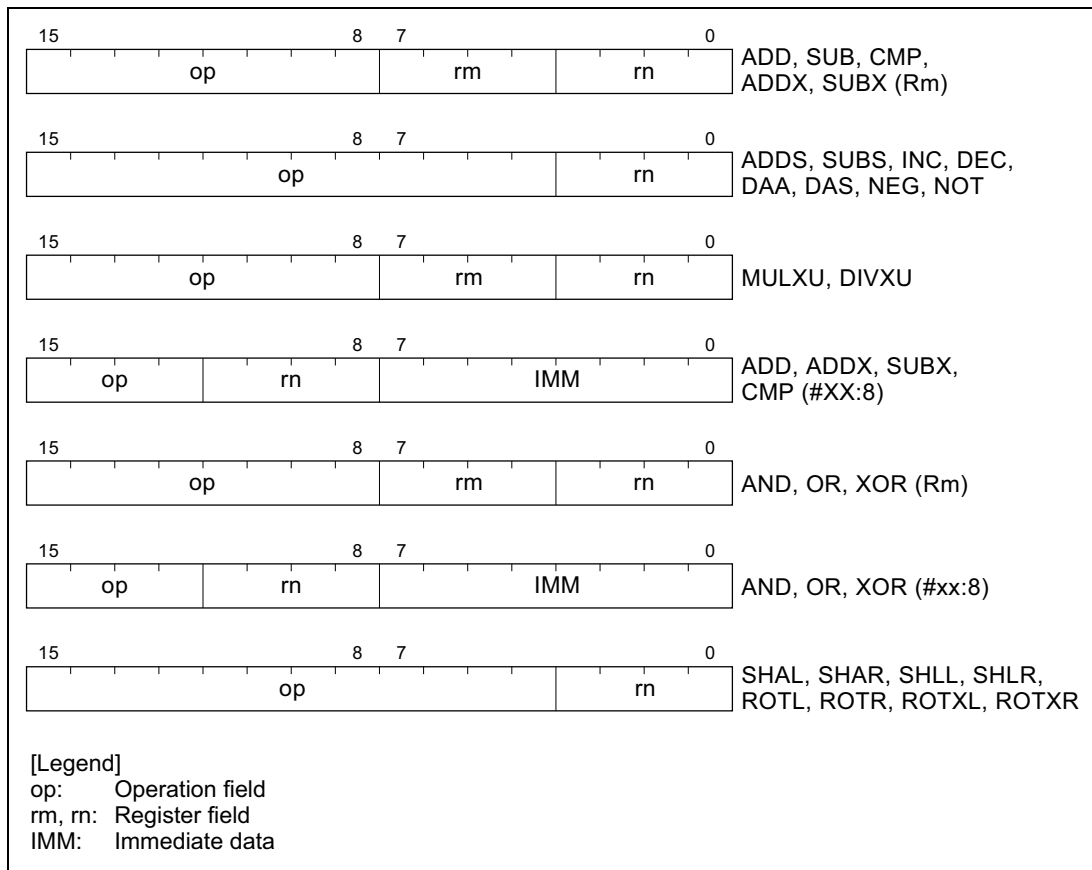 15 8 7 0
op rm rn
ADD, SUB, CMP,
ADDX, SUBX (Rm)
15 8 7 0
op rn
ADDS, SUBS, INC, DEC,
DAA, DAS, NEG, NOT
15 8 7 0
op rm rn
MULXU, DIVXU
15 8 7 0
op rn IMM
ADD, ADDX, SUBX,
CMP (#XX:8)
15 8 7 0
op rm rn
AND, OR, XOR (Rm)
15 8 7 0
op rn IMM
AND, OR, XOR (#xx:8)
15 8 7 0
op rn
SHAL, SHAR, SHLL, SHLR,
ROTL, ROTR, ROTXL, ROTXR
[Legend]
op: Operation field
rm, rn: Register field
IMM: Immediate data